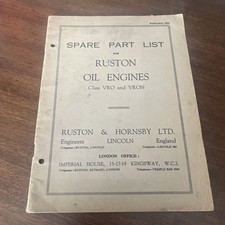 SPARE PART LIST
FOR
RUSTON
OIL ENGINES
Class VRO and VRON
RUSTON & HORNSBY LTD.
Engineers LINCOLN England
LONDON OFFICE:
IMPERIAL HOUSE, 15-17-19 KINGSWAY, W.C.2.